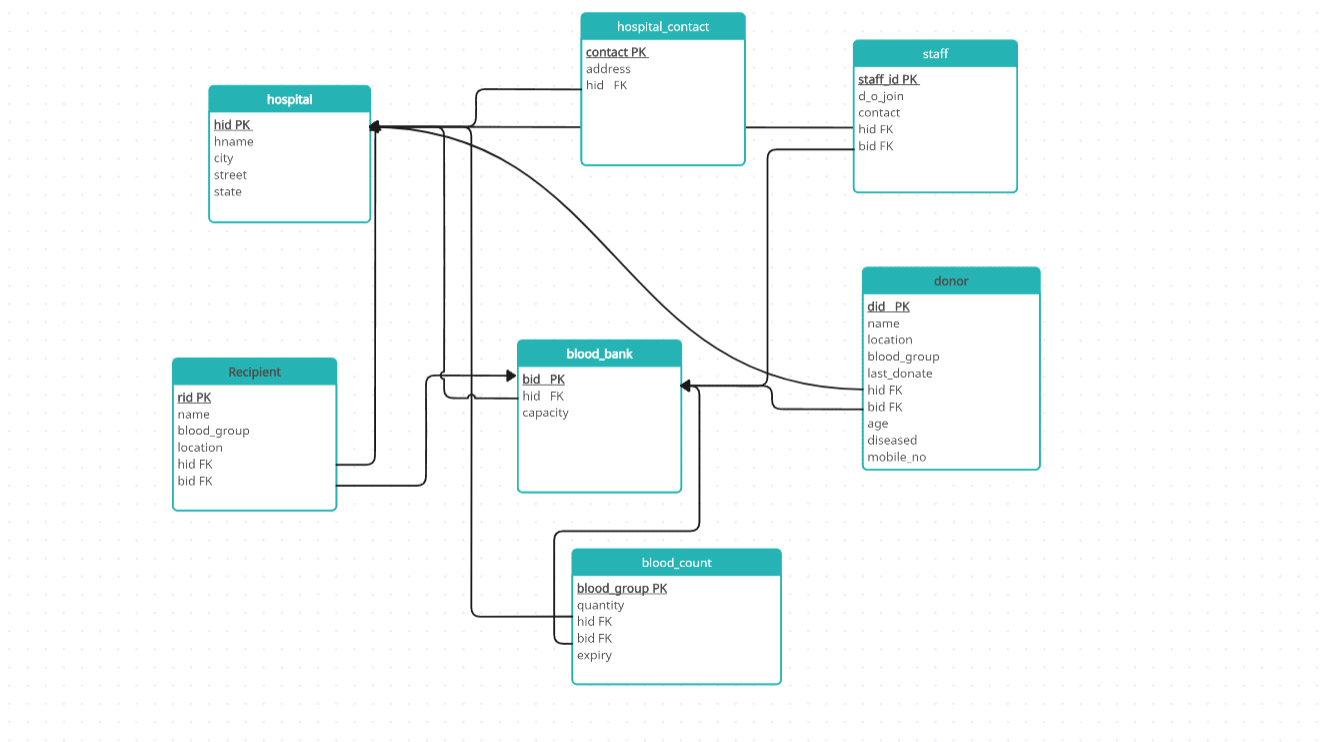 hospital_contact
contact PK
address
hid FK
staff
staff_id PK
d_o_join
contact
hid FK
bid FK
hospital
hid PK
hname
city
street
state
donor
did PK
name
location
blood_group
last_donate
hid FK
bid FK
age
diseased
mobile_no
blood_bank
bid PK
hid FK
capacity
Recipient
rid PK
name
blood_group
location
hid FK
bid FK
blood_count
blood_group PK
quantity
hid FK
bid FK
expiry